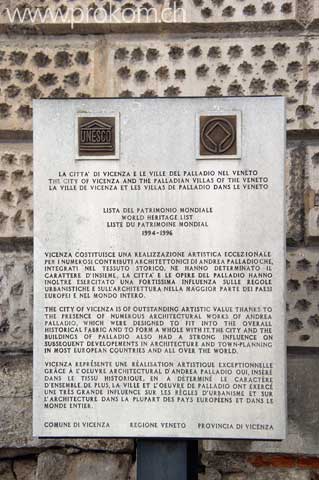 www.prokom.ch
UNESCO
LA CITTA' DI VICENZA E LE VILLE DEL PALLADIO NEL VENETO
THE CITY OF VICENZA AND THE PALLADIAN VILLAS OF THE VENETO
LA VILLE DE VICENZA ET LES VILLAS DE PALLADIO DANS LE VENETO
LISTA DEL PATRIMONIO MONDIALE
WORLD HERITAGE LIST
LISTE DU PATRIMOINE MONDIAL
1994-1996
VICENZA COSTITUISCE UNA REALIZZAZIONE ARTISTICA ECCEZIONALE
PER I NUMEROSI CONTRIBUTI ARCHITETTONICI DI ANDREA PALLADIO CHE,
INTEGRATI NEL TESSUTO STORICO, NE HANNO DETERMINATO IL
CARATTERE D'INSIEME, LA CITTA' E LE OPERE DEL PALLADIO HANNO
INOLTRE ESERCITATO UNA FORTISSIMA INFLUENZA SULLE REGOLE
URBANISTICHE E SULL'ARCHITETTURA NELLA MAGGIOR PARTE DEI PAESI
EUROPEI E NEL MONDO INTERO.
THE CITY OF VICENZA IS OF OUTSTANDING ARTISTIC VALUE THANKS TO
THE PRESENCE OF NUMEROUS ARCHITECTURAL WORKS OF ANDREA
PALLADIO, WHICH WERE DESIGNED TO FIT INTO THE OVERALL
HISTORICAL FABRIC AND TO FORM A WHOLE WITH IT.THE CITY AND THE
BUILDINGS OF PALLADIO ALSO HAD A STRONG INFLUENCE ON
SUBSEQUENT DEVELOPMENTS IN ARCHITECTURE AND TOWN-PLANNING
IN MOST EUROPEAN COUNTRIES AND ALL OVER THE WORLD.
VICENZA REPRÉSENTE UNE RÉALISATION ARTISTIQUE EXCEPTIONNELLE
GRÂCE À L'OEUVRE ARCHITECTURAL D'ANDREA PALLADIO QUI, INSERÉ
DANS LE TISSU HISTORIQUE, EN A DÉTERMINÉ LE CARACTÈRE
D'ENSEMBLE. DE PLUS, LA VILLE ET L'OEUVRE DE PALLADIO ONT EXERCÉ
UNE TRÈS GRANDE INFLUENCE SUR LES RÈGLES D'URBANISME ET SUR
L'ARCHITECTURE DANS LA PLUPART DES PAYS EUROPÉENS ET DANS LE
MONDE ENTIER.
COMUNE DI VICENZA REGIONE VENETO PROVINCIA DI VICENZA